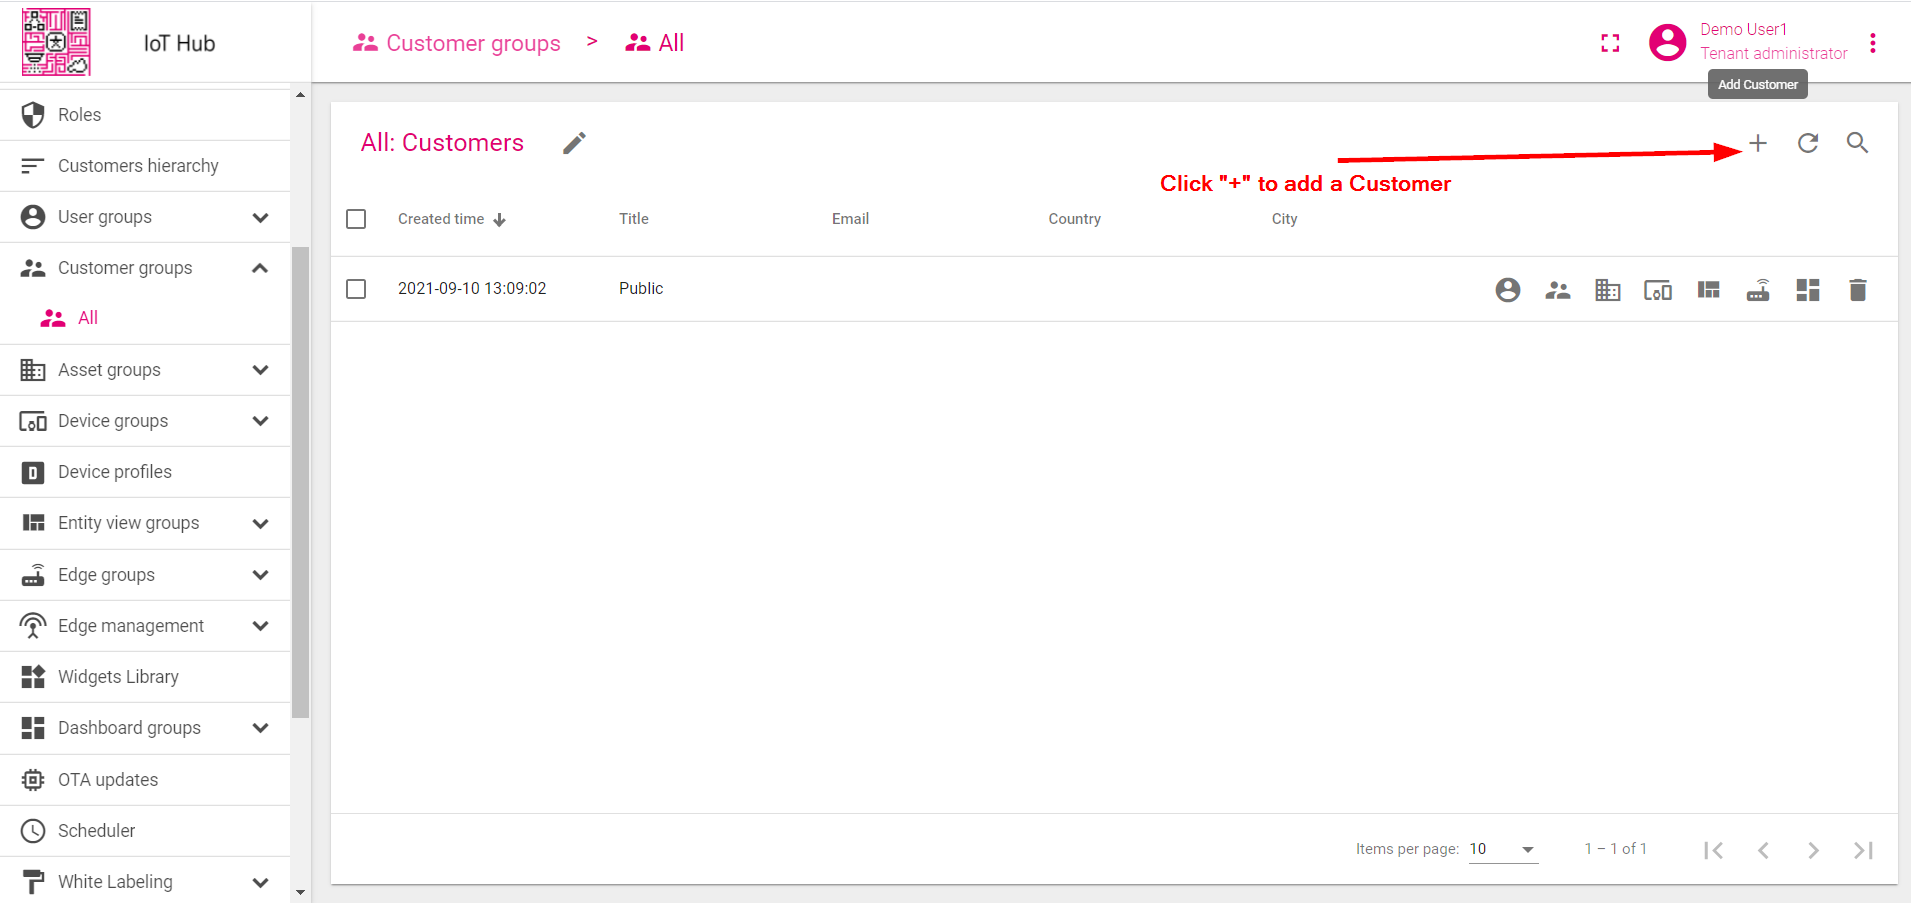 IoT Hub
Customer groups > All
Demo User1
Tenant administrator
Add Customer
Roles
Customers hierarchy
User groups
Customer groups
All
Asset groups
Device groups
Device profiles
Entity view groups
Edge groups
Edge management
Widgets Library
Dashboard groups
OTA updates
Scheduler
White Labeling
All: Customers
Click "+" to add a Customer
Created time Title Email Country City
2021-09-10 13:09:02 Public
Items per page: 10 1 – 1 of 1